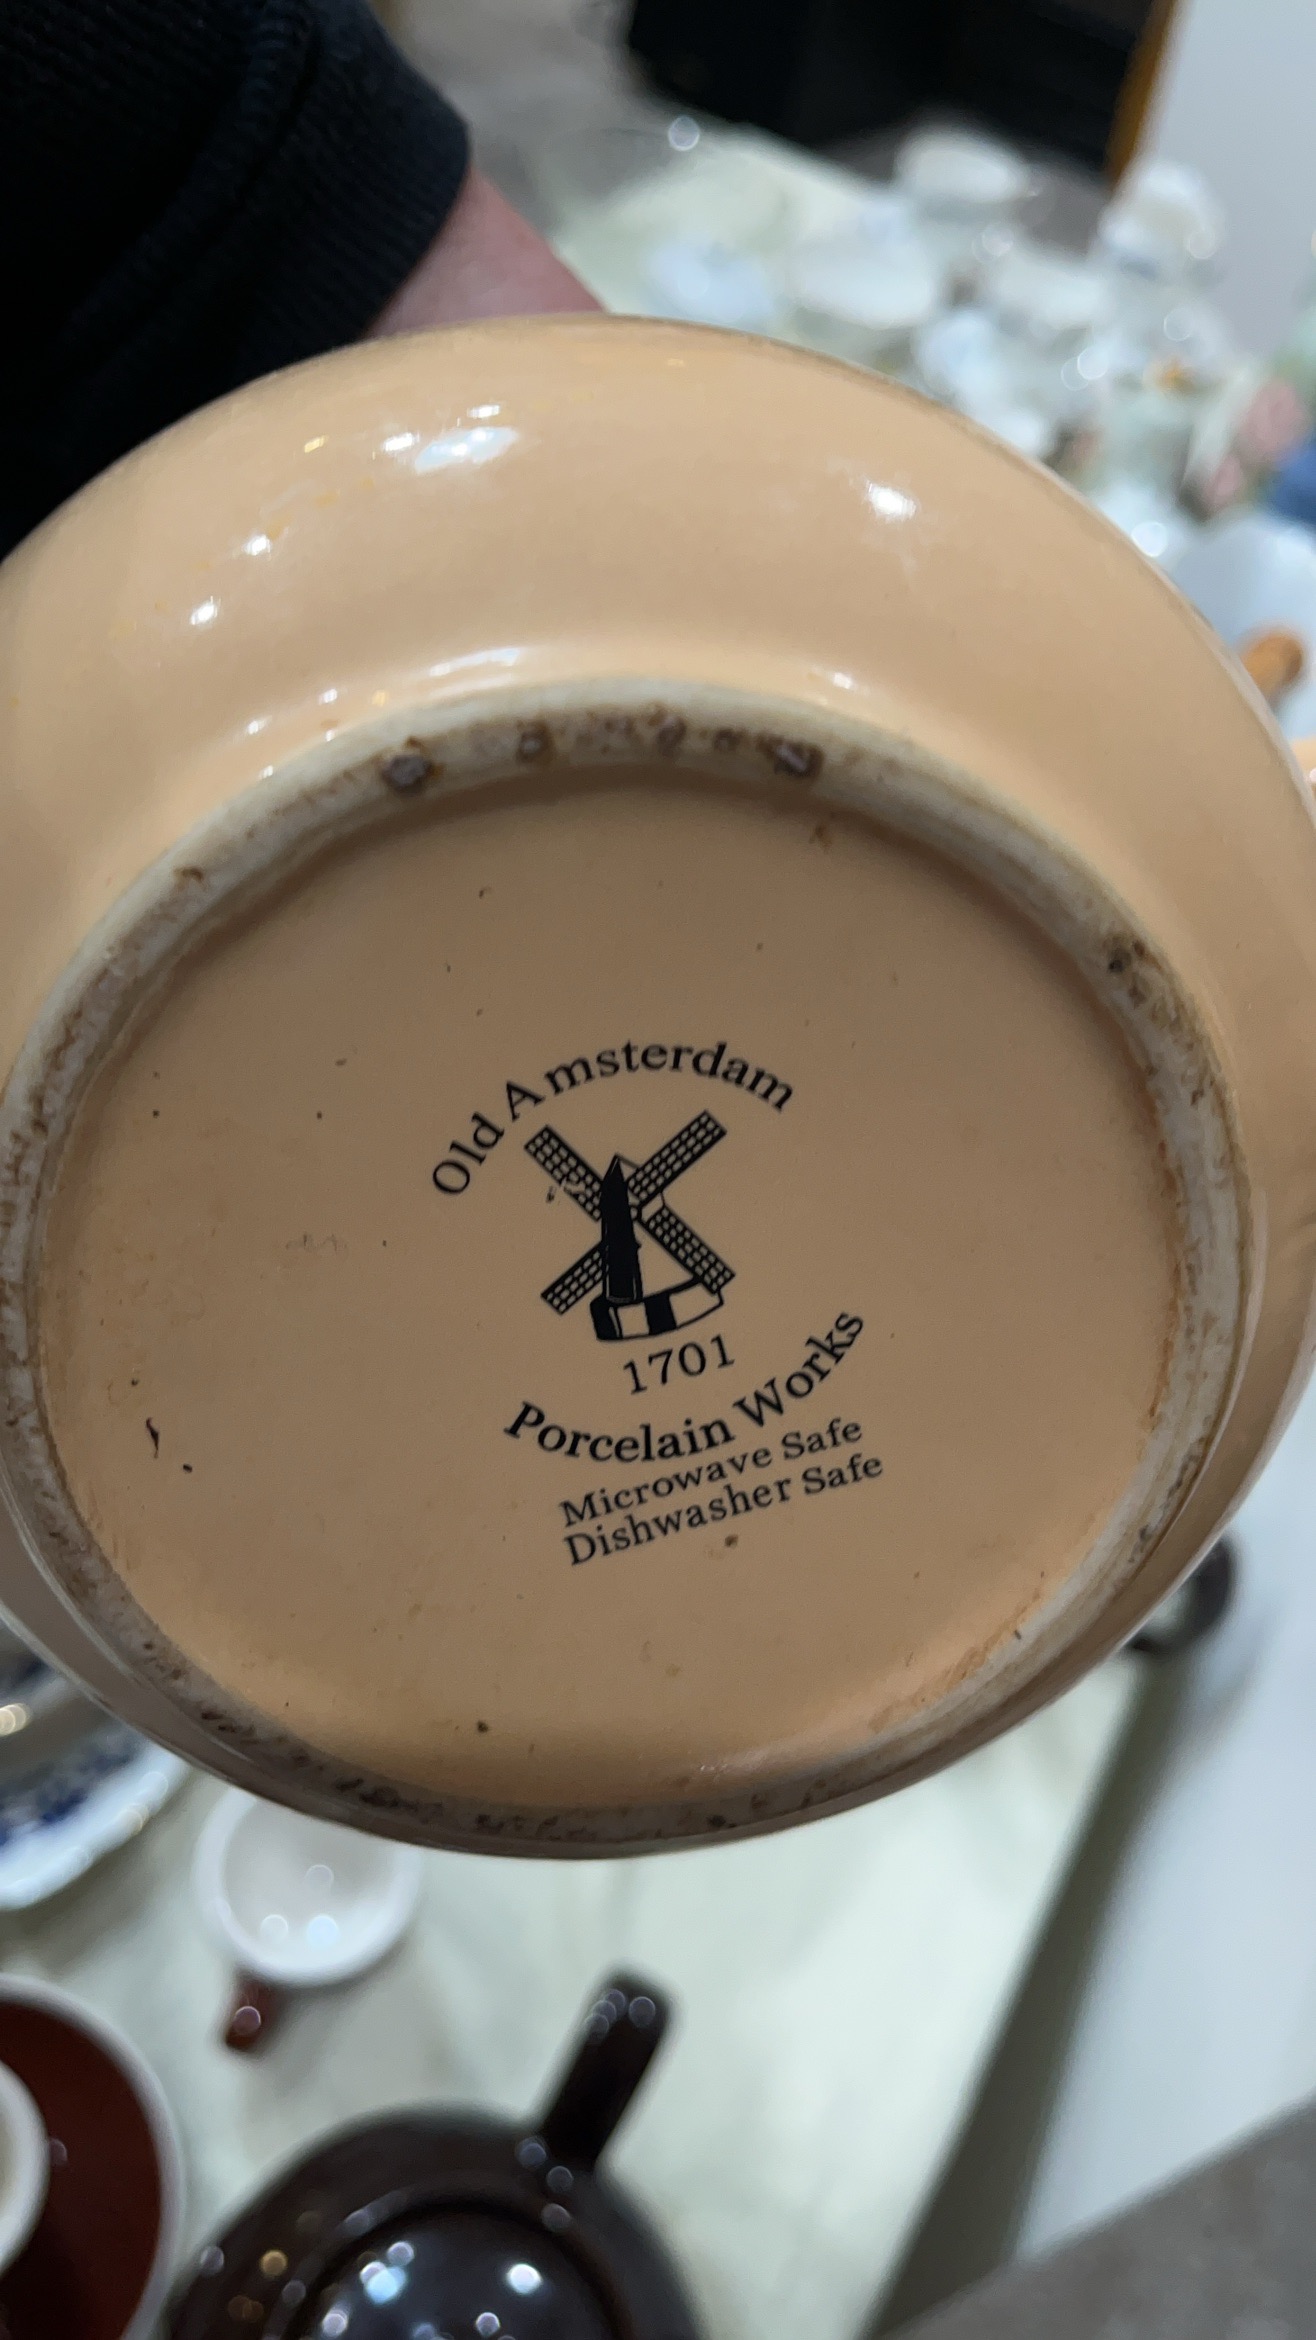 Old Amsterdam
1701
Porcelain Works
Microwave Safe
Dishwasher Safe